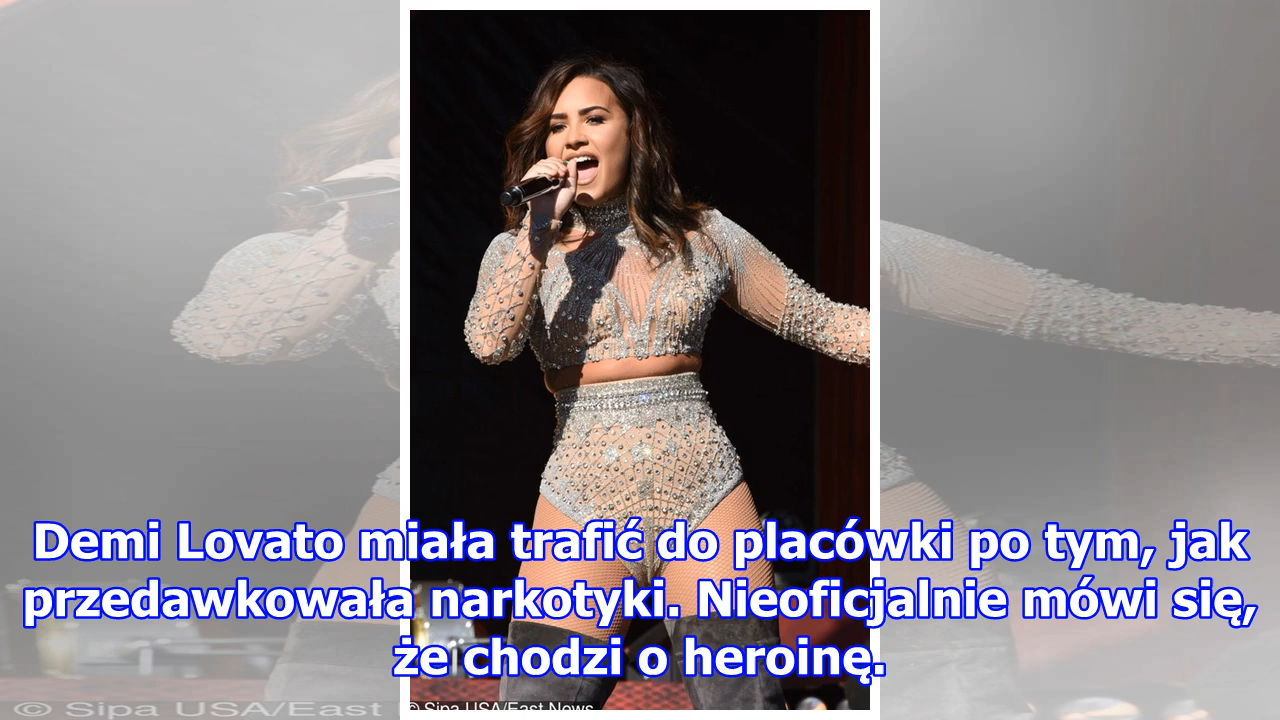 Demi Lovato miała trafić do placówki po tym, jak
przedawkowała narkotyki. Nieoficjalnie mówi się,
że chodzi o heroinę.
© Sipa USA/East
© Sipa USA/East News